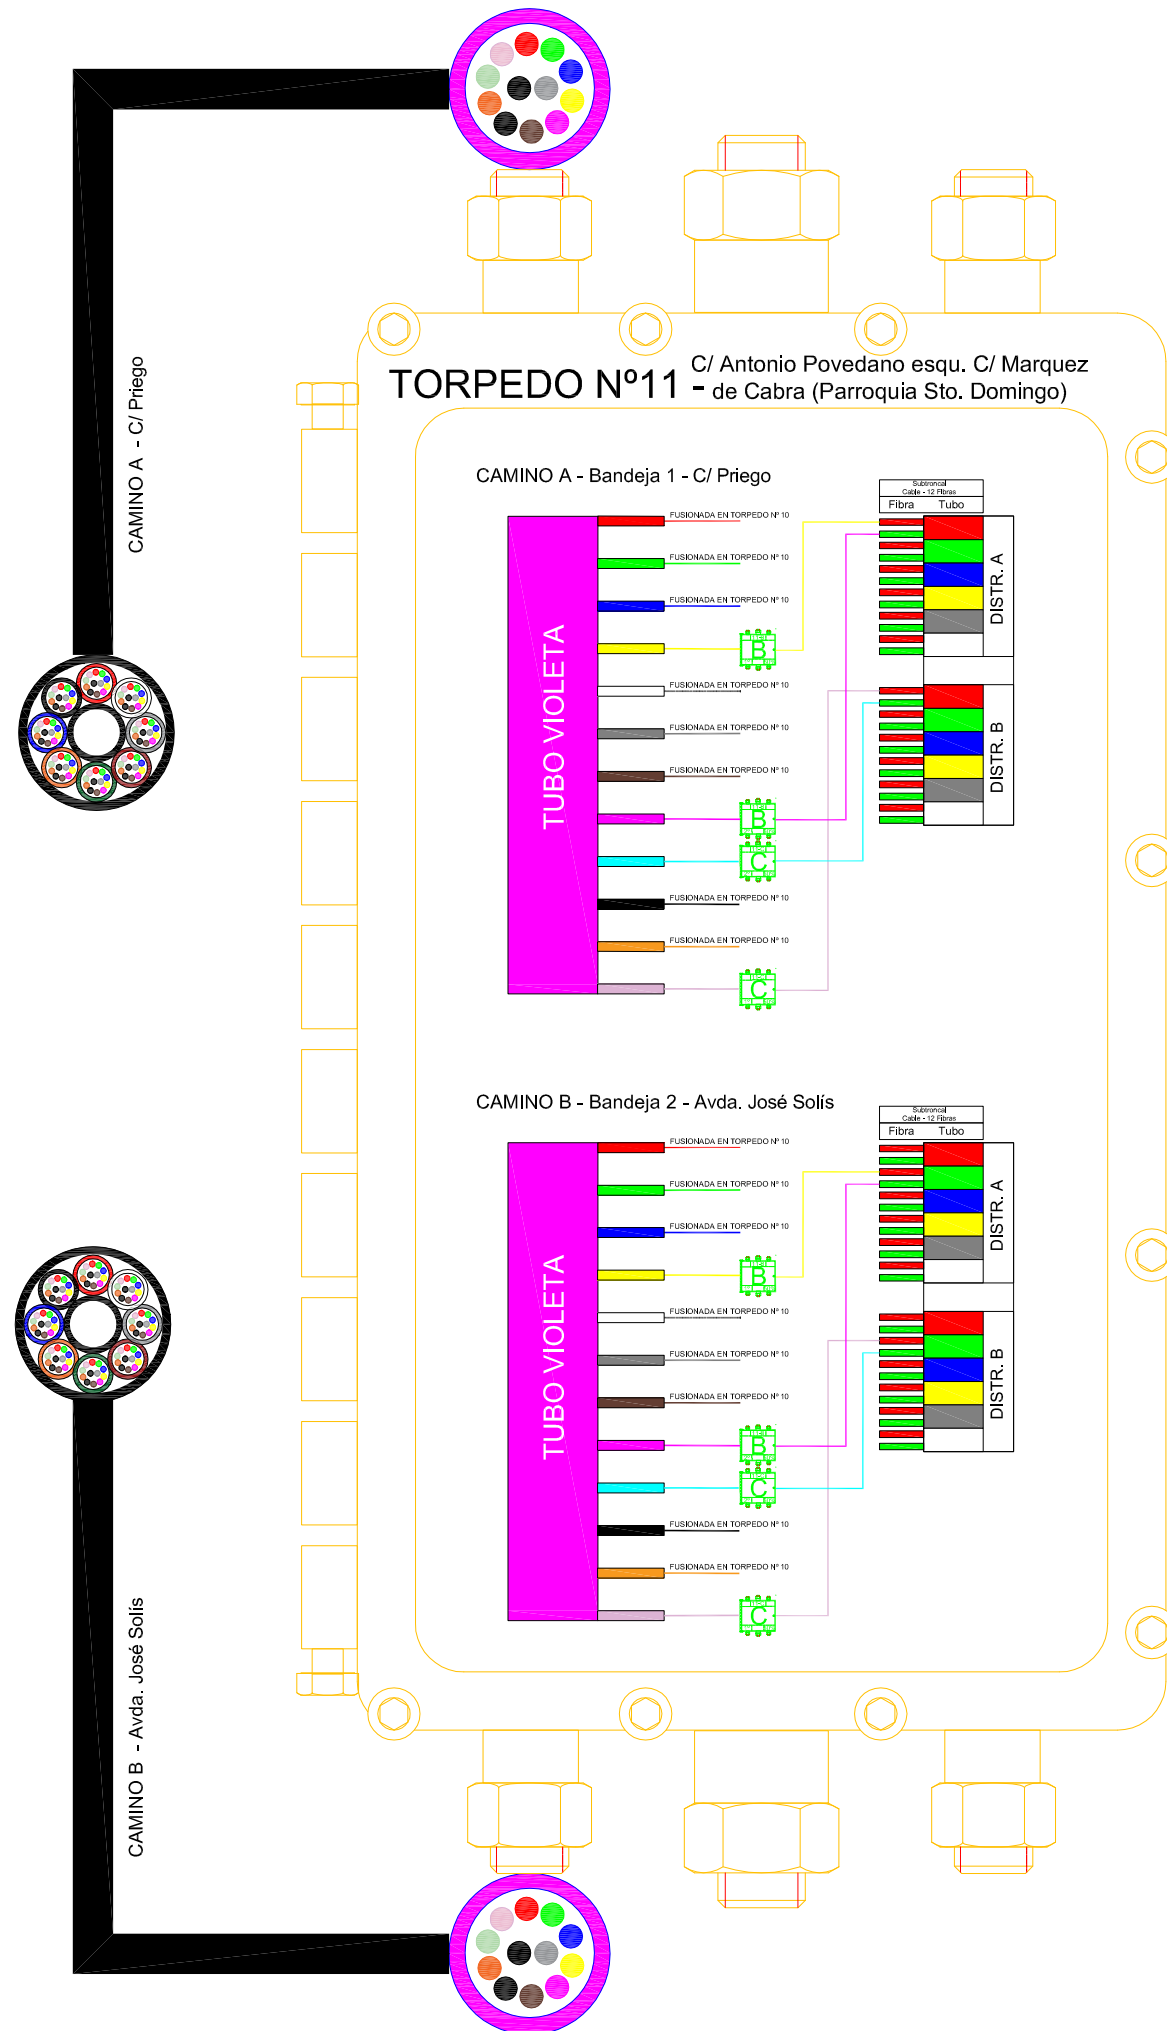 CAMINO A - C/ Priego
TORPEDO Nº11 - C/ Antonio Povedano esqu. C/ Marquez
de Cabra (Parroquia Sto. Domingo)
CAMINO A - Bandeja 1 - C/ Priego
Subtroncal
Cable - 12 Fibras
Fibra Tubo
TUBO VIOLETA
FUSIONADA EN TORPEDO Nº 10
FUSIONADA EN TORPEDO Nº 10
FUSIONADA EN TORPEDO Nº 10
B
FUSIONADA EN TORPEDO Nº 10
FUSIONADA EN TORPEDO Nº 10
FUSIONADA EN TORPEDO Nº 10
B
C
FUSIONADA EN TORPEDO Nº 10
FUSIONADA EN TORPEDO Nº 10
C
DISTR. A
DISTR. B
CAMINO B - Bandeja 2 - Avda. José Solís
Subtroncal
Cable - 12 Fibras
Fibra Tubo
TUBO VIOLETA
FUSIONADA EN TORPEDO Nº 10
FUSIONADA EN TORPEDO Nº 10
FUSIONADA EN TORPEDO Nº 10
B
FUSIONADA EN TORPEDO Nº 10
FUSIONADA EN TORPEDO Nº 10
FUSIONADA EN TORPEDO Nº 10
B
C
FUSIONADA EN TORPEDO Nº 10
FUSIONADA EN TORPEDO Nº 10
C
DISTR. A
DISTR. B
CAMINO B - Avda. José Solís